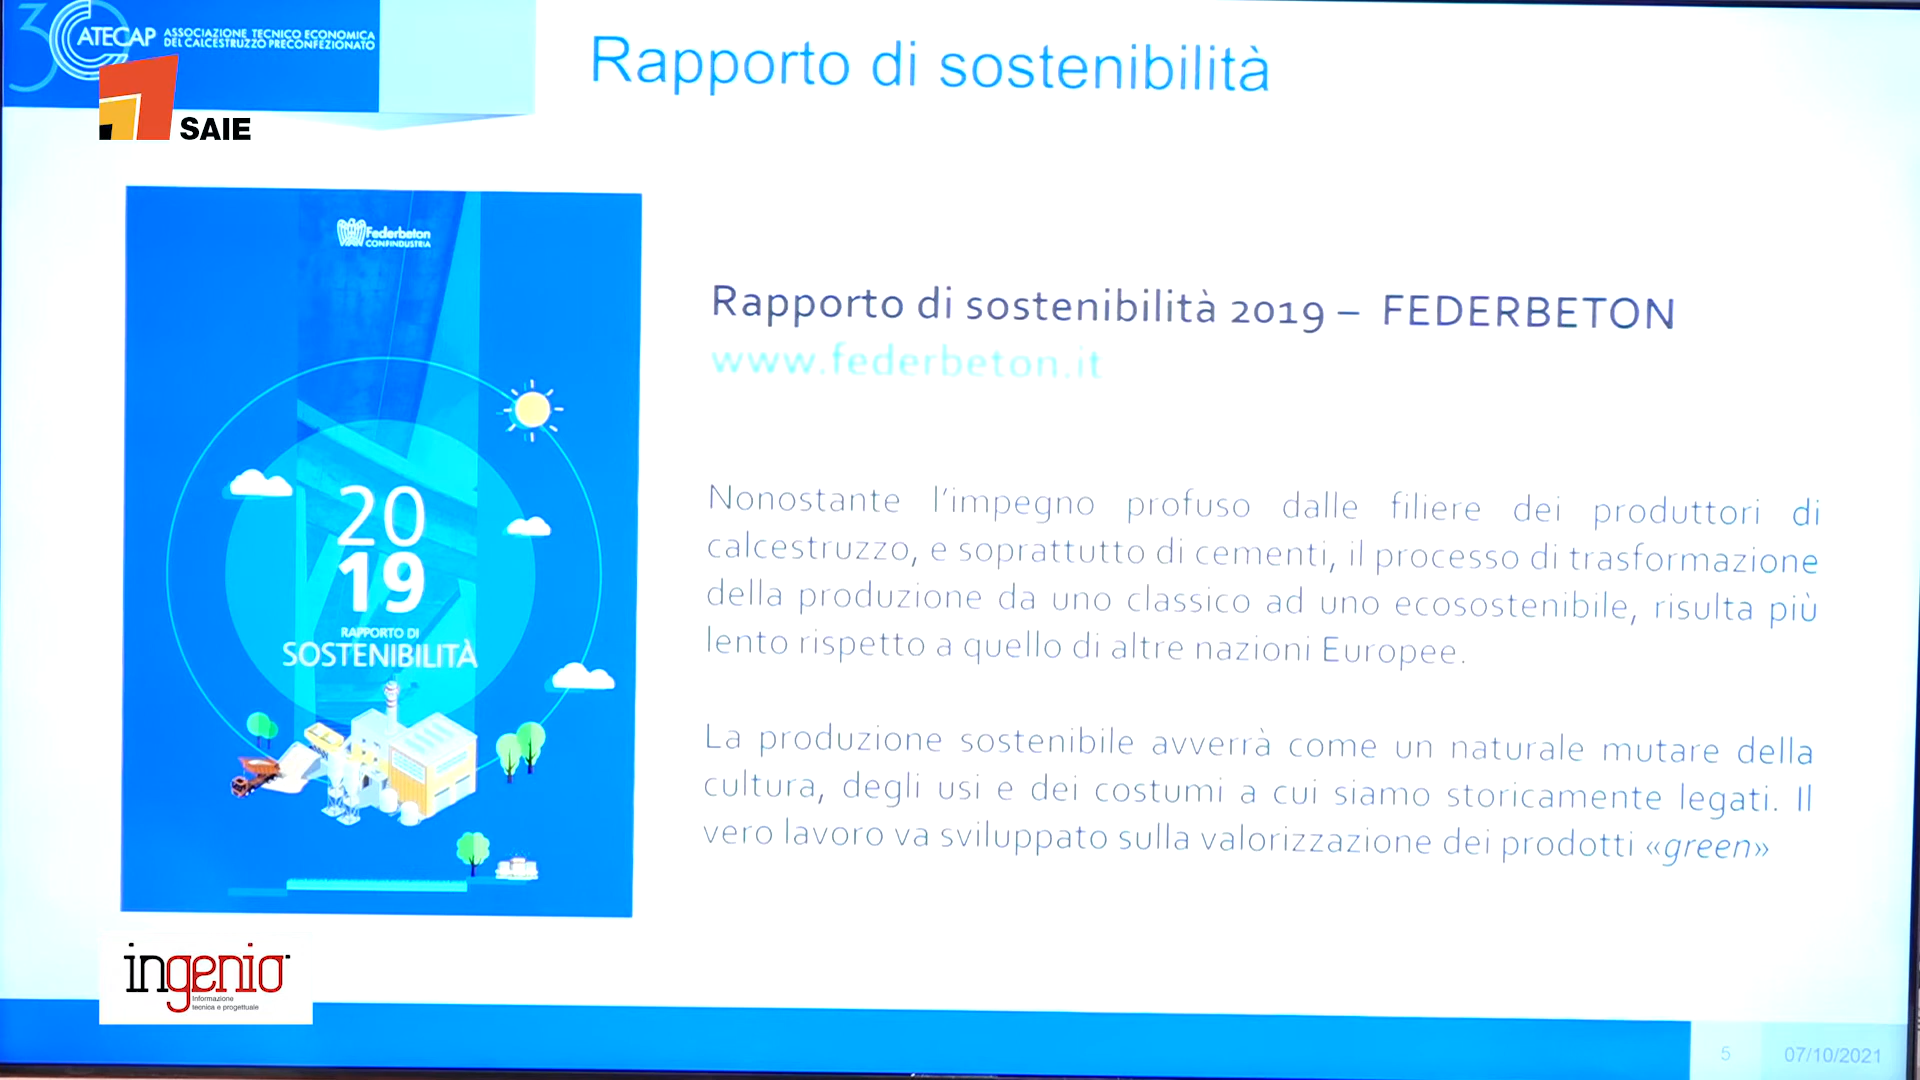 30
ATECAP
ASSOCIAZIONE TECNICO ECONOMICA
DEL CALCESTRUZZO PRECONFEZIONATO
SAIE
Rapporto di sostenibilità
Federbeton
CONFINDUSTRIA
20
19
RAPPORTO DI
SOSTENIBILITÀ
Rapporto di sostenibilità 2019 – FEDERBETON
www.federbeton.it
Nonostante l'impegno profuso dalle filiere dei produttori di
calcestruzzo, e soprattutto di cementi, il processo di trasformazione
della produzione da uno classico ad uno ecosostenibile, risulta più
lento rispetto a quello di altre nazioni Europee.
La produzione sostenibile avverrà come un naturale mutare della
cultura, degli usi e dei costumi a cui siamo storicamente legati. Il
vero lavoro va sviluppato sulla valorizzazione dei prodotti «green»
ingenio
Informazione
tecnica e progettuale
5
07/10/2021